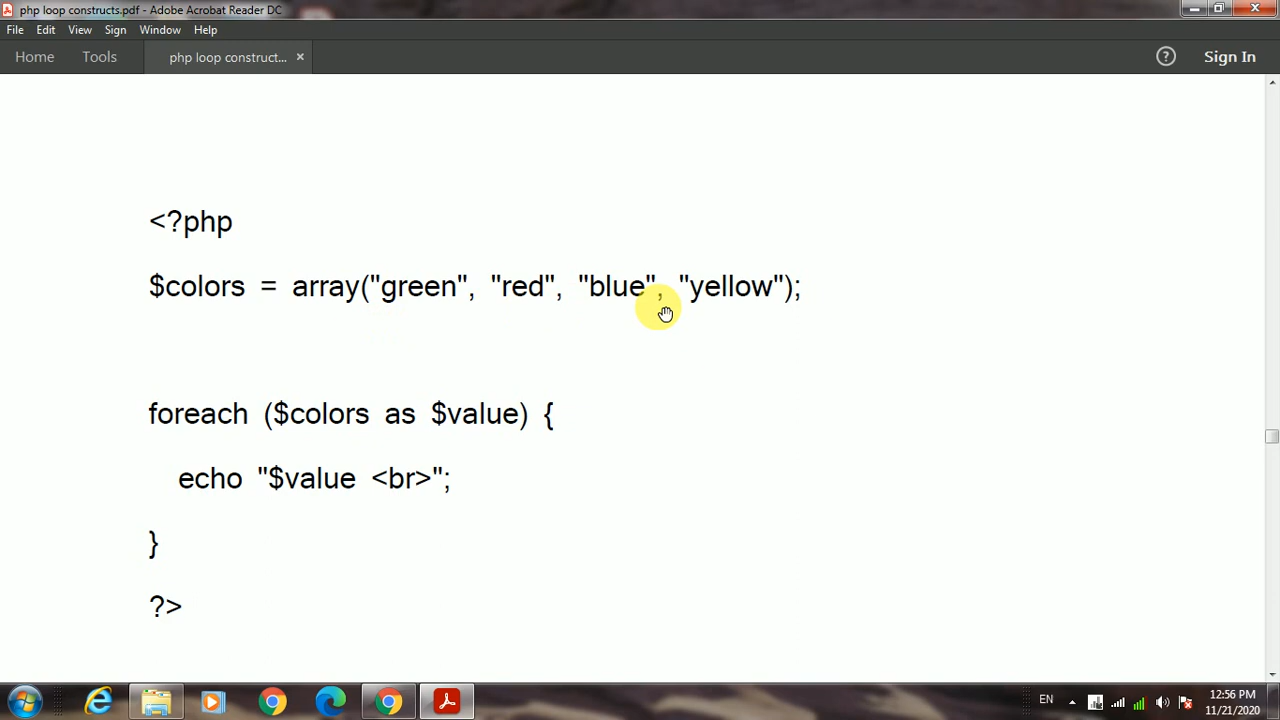 php loop constructs.pdf - Adobe Acrobat Reader DC
File Edit View Sign Window Help
Home Tools php loop construct... × ? Sign In
<?php
$colors = array("green", "red", "blue", "yellow");
foreach ($colors as $value) {
echo "$value <br>";
}
?>
EN 12:56 PM
11/21/2020